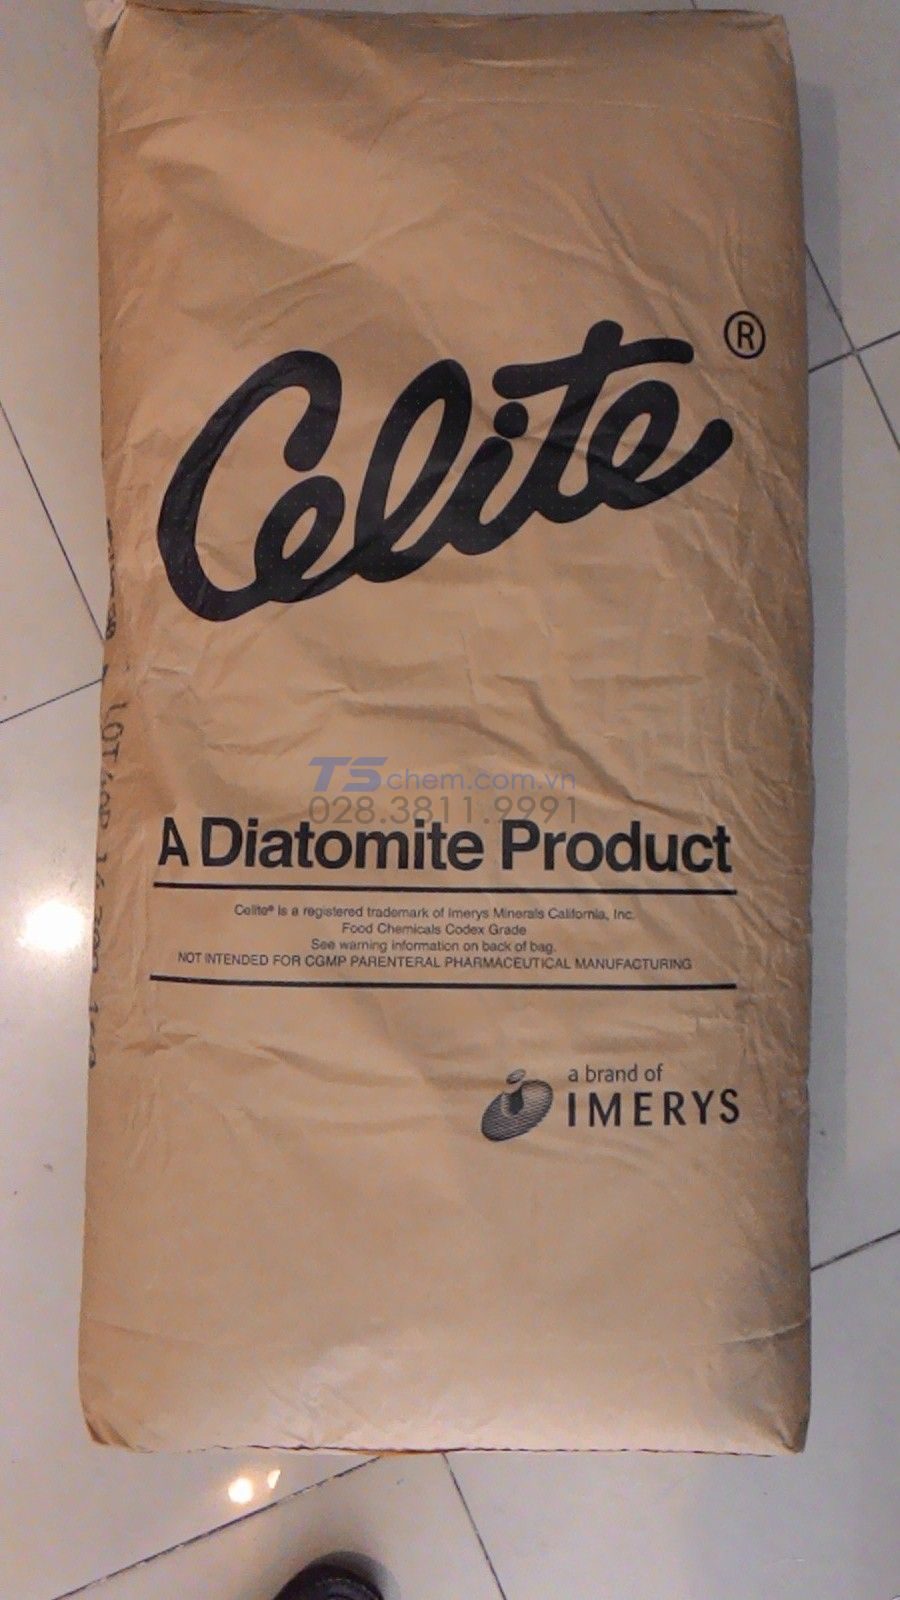 Celite®
TSchem.com.vn
028.3811.9991
A Diatomite Product
Celite® is a registered trademark of Imerys Minerals California, Inc.
Food Chemicals Codex Grade
See warning information on back of bag.
NOT INTENDED FOR CGMP PARENTERAL PHARMACEUTICAL MANUFACTURING
a brand of
IMERYS
LOT